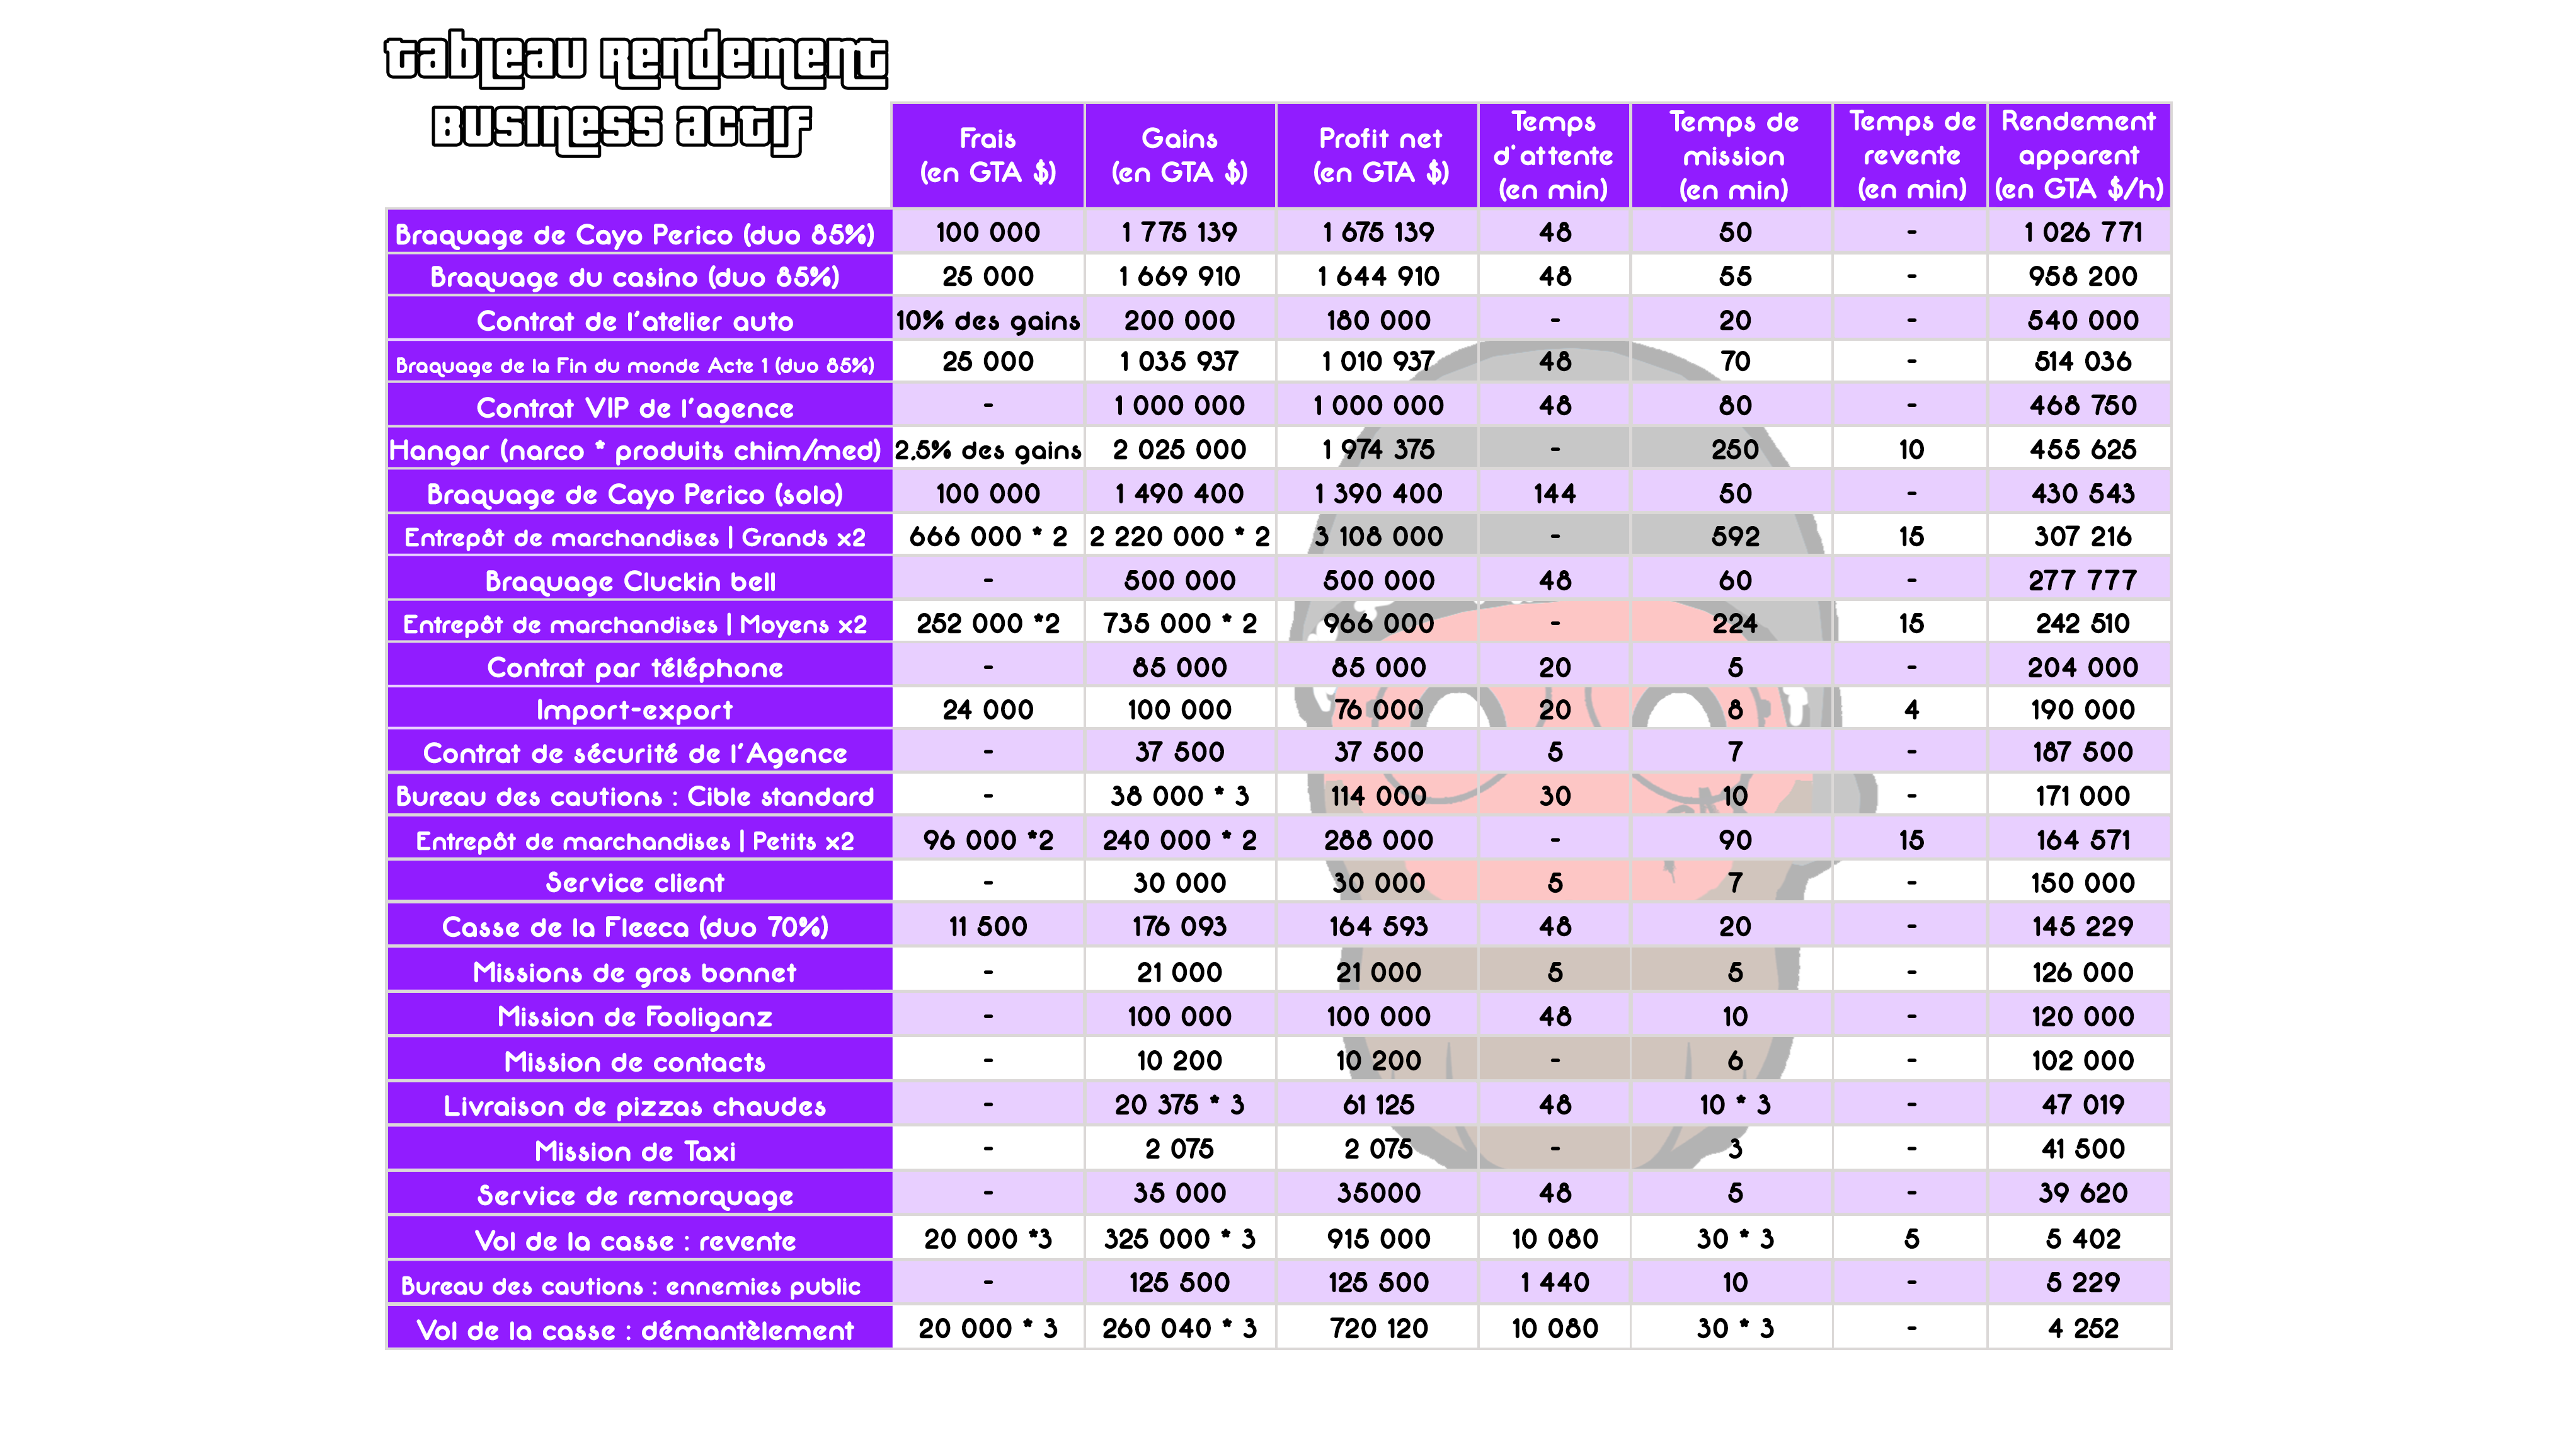 Tableau Rendement
Business actif
Frais (en GTA $) Gains (en GTA $) Profit net (en GTA $) Temps d'attente (en min) Temps de mission (en min) Temps de revente (en min) Rendement apparent (en GTA $/h)
Braquage de Cayo Perico (duo 85%) 100 000 1 775 139 1 675 139 48 50 - 1 026 771
Braquage du casino (duo 85%) 25 000 1 669 910 1 644 910 48 55 - 958 200
Contrat de l'atelier auto 10% des gains 200 000 180 000 - 20 - 540 000
Braquage de la Fin du monde Acte 1 (duo 85%) 25 000 1 035 937 1 010 937 48 70 - 514 036
Contrat VIP de l'agence - 1 000 000 1 000 000 48 80 - 468 750
Hangar (narco * produits chim/med) 2,5% des gains 2 025 000 1 974 375 - 250 10 455 625
Braquage de Cayo Perico (solo) 100 000 1 490 400 1 390 400 144 50 - 430 543
Entrepôt de marchandises | Grands x2 666 000 * 2 2 220 000 * 2 3 108 000 - 592 15 307 216
Braquage Cluckin bell - 500 000 500 000 48 60 - 277 777
Entrepôt de marchandises | Moyens x2 252 000 *2 735 000 * 2 966 000 - 224 15 242 510
Contrat par téléphone - 85 000 85 000 20 5 - 204 000
Import-export 24 000 100 000 76 000 20 8 4 190 000
Contrat de sécurité de l'Agence - 37 500 37 500 5 7 - 187 500
Bureau des cautions : Cible standard - 38 000 * 3 114 000 30 10 - 171 000
Entrepôt de marchandises | Petits x2 96 000 *2 240 000 * 2 288 000 - 90 15 164 571
Service client - 30 000 30 000 5 7 - 150 000
Casse de la Fleeca (duo 70%) 11 500 176 093 164 593 48 20 - 145 229
Missions de gros bonnet - 21 000 21 000 5 5 - 126 000
Mission de Fooliganz - 100 000 100 000 48 10 - 120 000
Mission de contacts - 10 200 10 200 - 6 - 102 000
Livraison de pizzas chaudes - 20 375 * 3 61 125 48 10 * 3 - 47 019
Mission de Taxi - 2 075 2 075 - 3 - 41 500
Service de remorquage - 35 000 35000 48 5 - 39 620
Vol de la casse : revente 20 000 *3 325 000 * 3 915 000 10 080 30 * 3 5 5 402
Bureau des cautions : ennemies public - 125 500 125 500 1 440 10 - 5 229
Vol de la casse : démantèlement 20 000 * 3 260 040 * 3 720 120 10 080 30 * 3 - 4 252